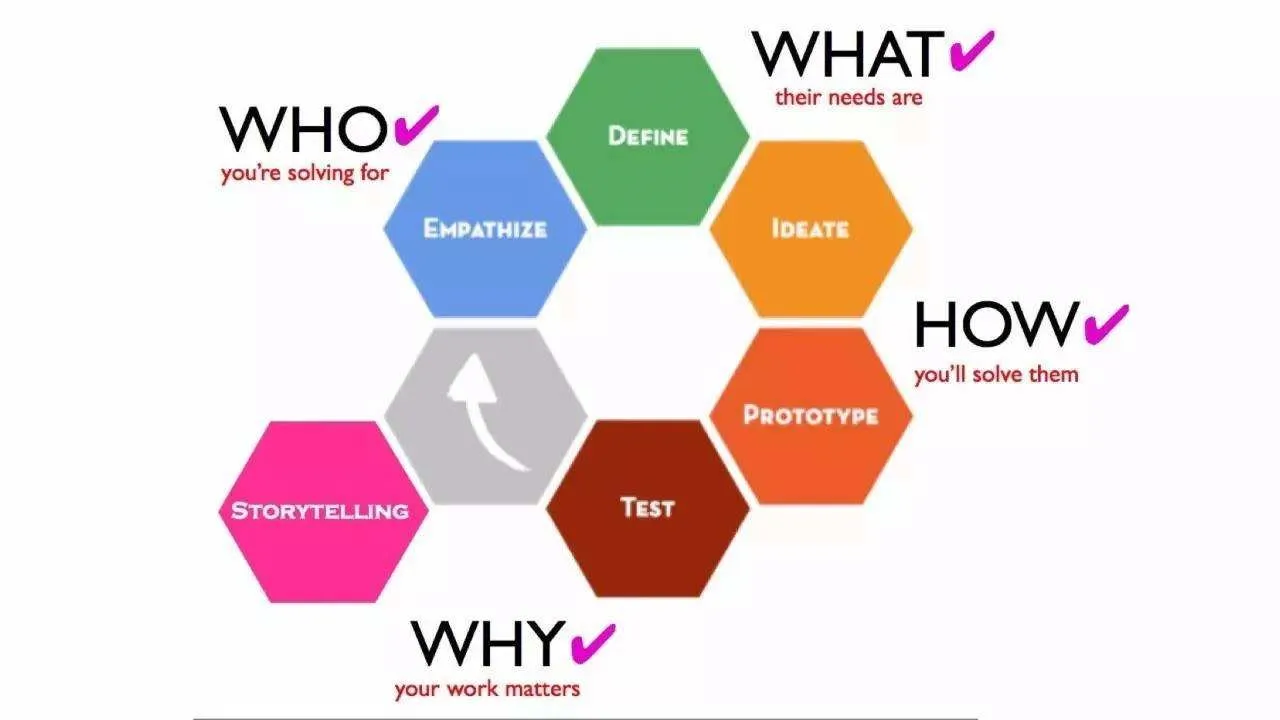 WHO
you're solving for
WHAT
their needs are
DEFINE
EMPATHIZE
IDEATE
HOW
you'll solve them
PROTOTYPE
TEST
STORYTELLING
WHY
your work matters